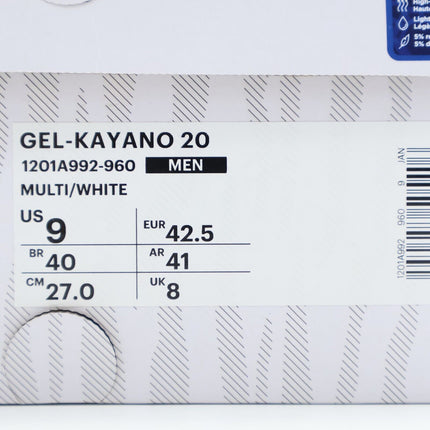 GEL-KAYANO 20
1201A992-960 MEN
MULTI/WHITE
US 9 EUR 42.5
BR 40 AR 41
CM 27.0 UK 8
1201A992 960 9 JAN